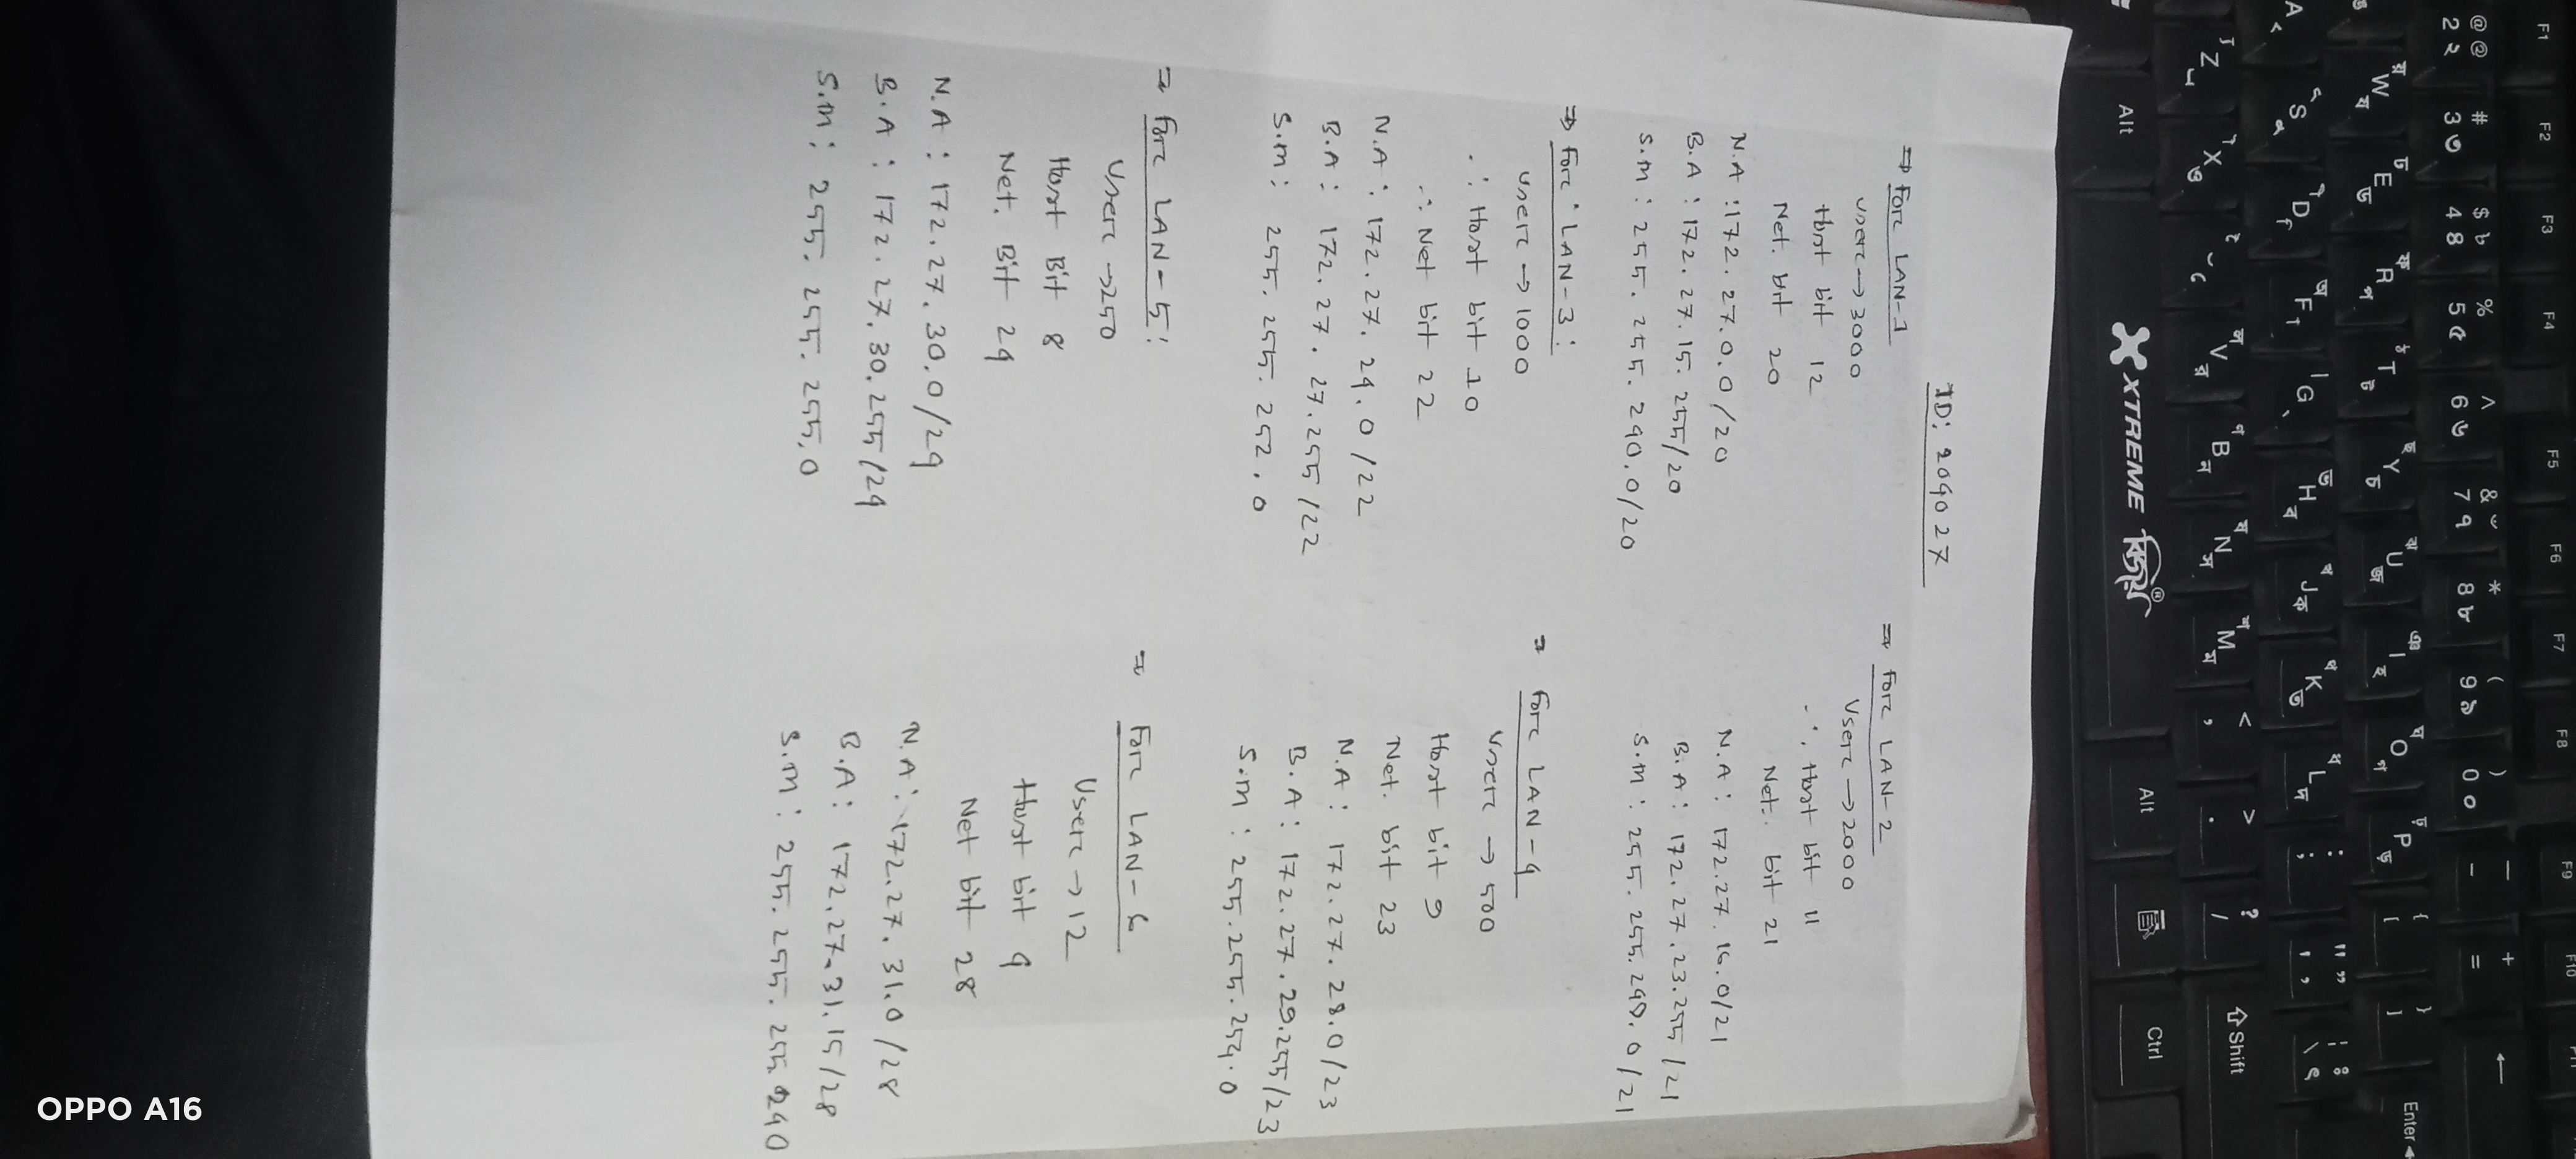 ID: 204027
⇒ For LAN-1
User → 3000
Host bit 12
Net. bit 20
N.A : 172.27.0.0/20
B.A : 172.27.15.255/20
S.M : 255.255.240.0/20
⇒ For LAN-2
User → 2000
∴ Host bit 11
Net. bit 21
N.A : 172.27.16.0/21
B.A : 172.27.23.255/21
S.M : 255.255.248.0/21
⇒ For LAN-3:
User → 1000
∴ Host bit 10
∴ Net bit 22
N.A : 172.27.24.0/22
B.A : 172.27.27.255/22
S.M : 255.255.252.0
⇒ For LAN-4
User → 500
Host bit 9
Net. bit 23
N.A : 172.27.28.0/23
B.A : 172.27.29.255/23
S.M : 255.255.254.0
⇒ For LAN-5:
User → 250
Host Bit 8
Net. Bit 24
N.A : 172.27.30.0/24
B.A : 172.27.30.255/24
S.M : 255.255.255.0
⇒ For LAN-6
User → 12
Host bit 4
Net bit 28
N.A : 172.27.31.0/28
B.A : 172.27.31.15/28
S.M : 255.255.255.240
XTREME
Alt
Alt
Ctrl
Shift
Enter
F1 F2 F3 F4 F5 F6 F7 F8 F9 F10
OPPO A16